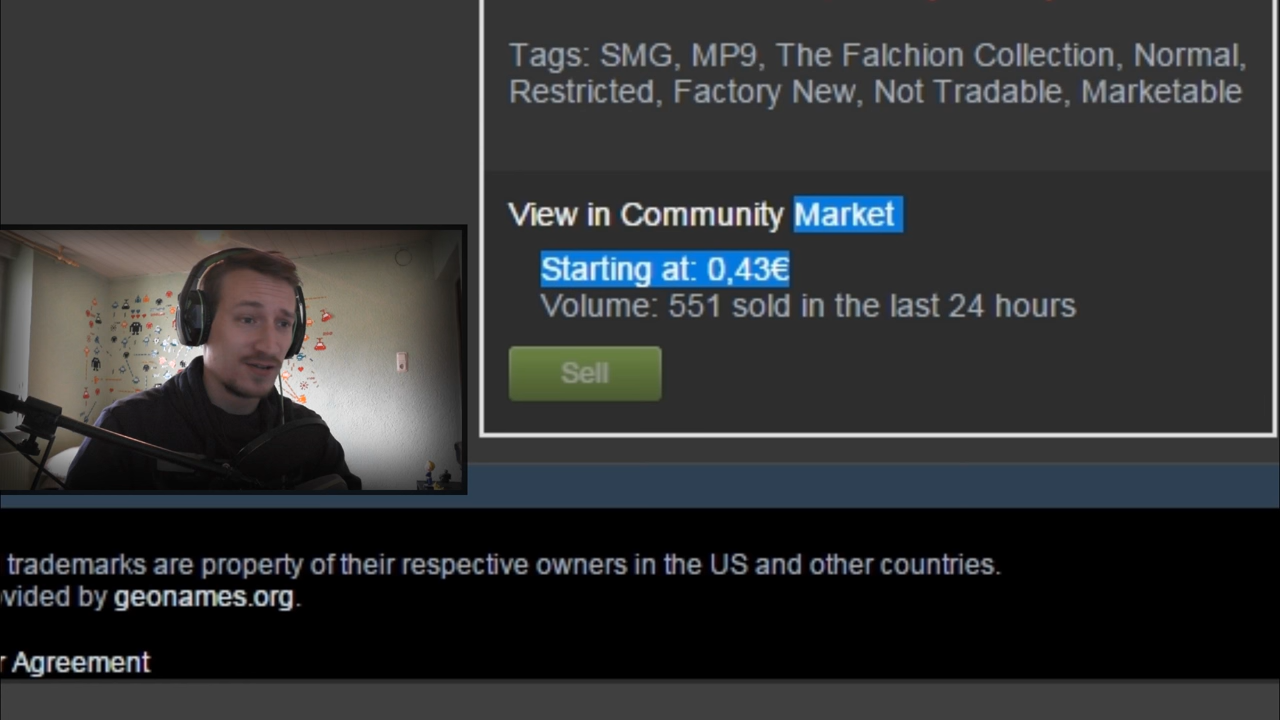 Tags: SMG, MP9, The Falchion Collection, Normal,
Restricted, Factory New, Not Tradable, Marketable
View in Community Market
Starting at: 0,43€
Volume: 551 sold in the last 24 hours
Sell
trademarks are property of their respective owners in the US and other countries.
by geonames.org.
Agreement